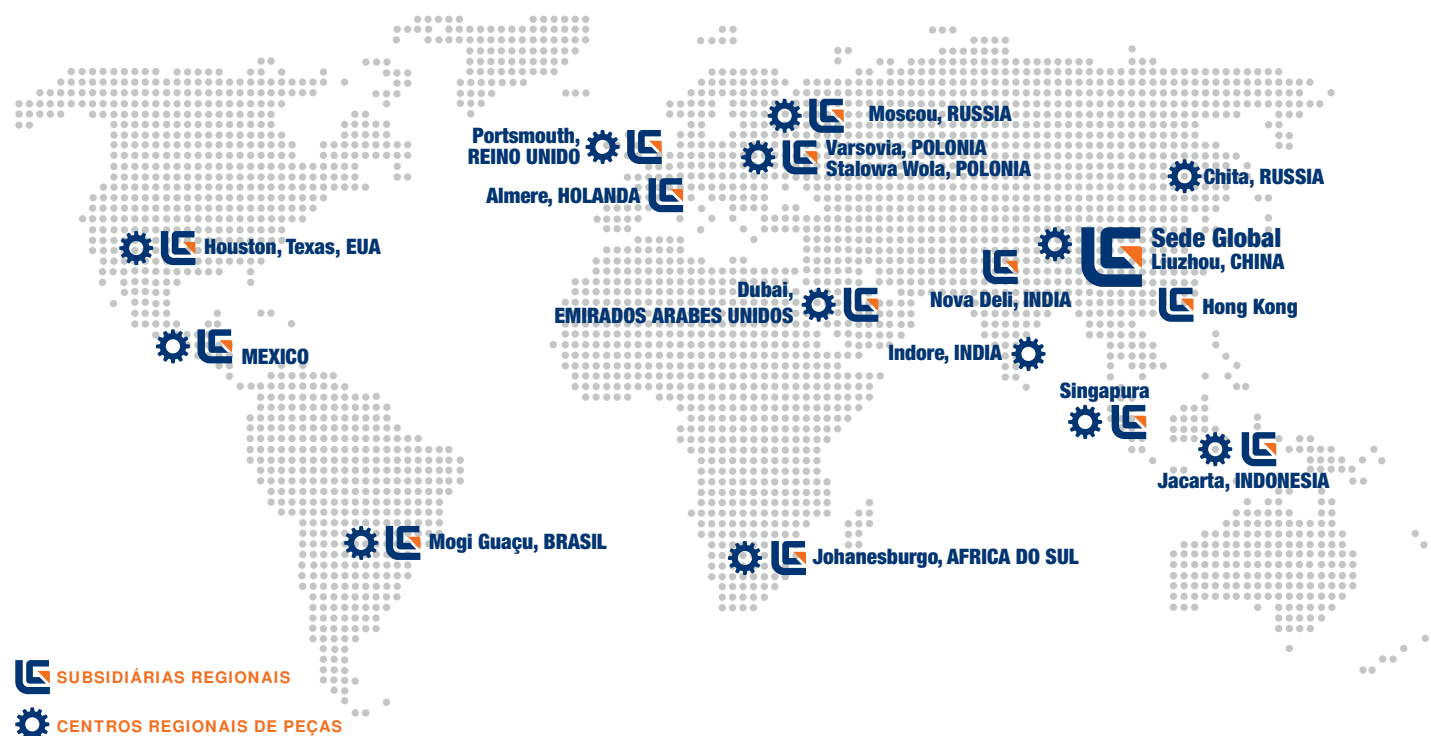 Moscou, RUSSIA
Portsmouth,
REINO UNIDO
Varsovia, POLONIA
Stalowa Wola, POLONIA
Chita, RUSSIA
Almere, HOLANDA
Houston, Texas, EUA
Sede Global
Liuzhou, CHINA
Dubai,
EMIRADOS ARABES UNIDOS
Nova Deli, INDIA
Hong Kong
MEXICO
Indore, INDIA
Singapura
Jacarta, INDONESIA
Mogi Guaçu, BRASIL
Johanesburgo, AFRICA DO SUL
SUBSIDIÁRIAS REGIONAIS
CENTROS REGIONAIS DE PEÇAS